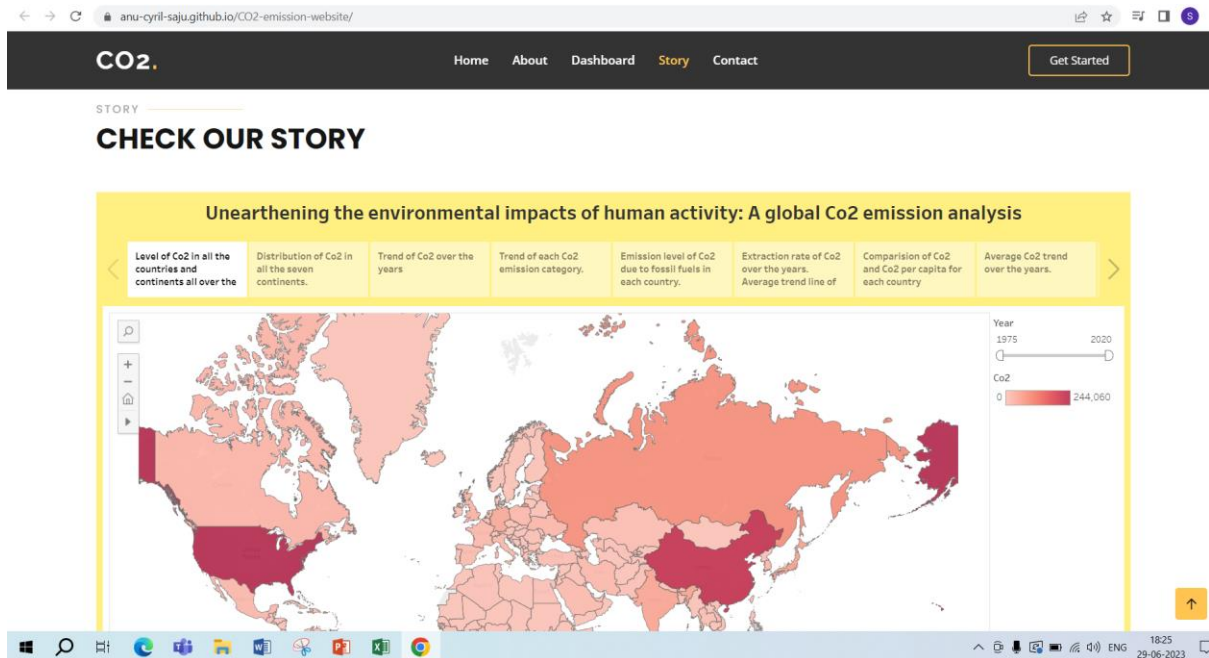 anu-cyril-saju.github.io/CO2-emission-website/
S
CO2.
Home About Dashboard Story Contact
Get Started
STORY
CHECK OUR STORY
Unearthening the environmental impacts of human activity: A global Co2 emission analysis
Level of Co2 in all the
countries and
continents all over the
Distribution of Co2 in
all the seven
continents.
Trend of Co2 over the
years
Trend of each Co2
emission category.
Emission level of Co2
due to fossil fuels in
each country.
Extraction rate of Co2
over the years.
Average trend line of
Comparision of Co2
and Co2 per capita for
each country
Average Co2 trend
over the years.
Year
1975 2020
Co2
0 244,060
ENG
18:25
29-06-2023